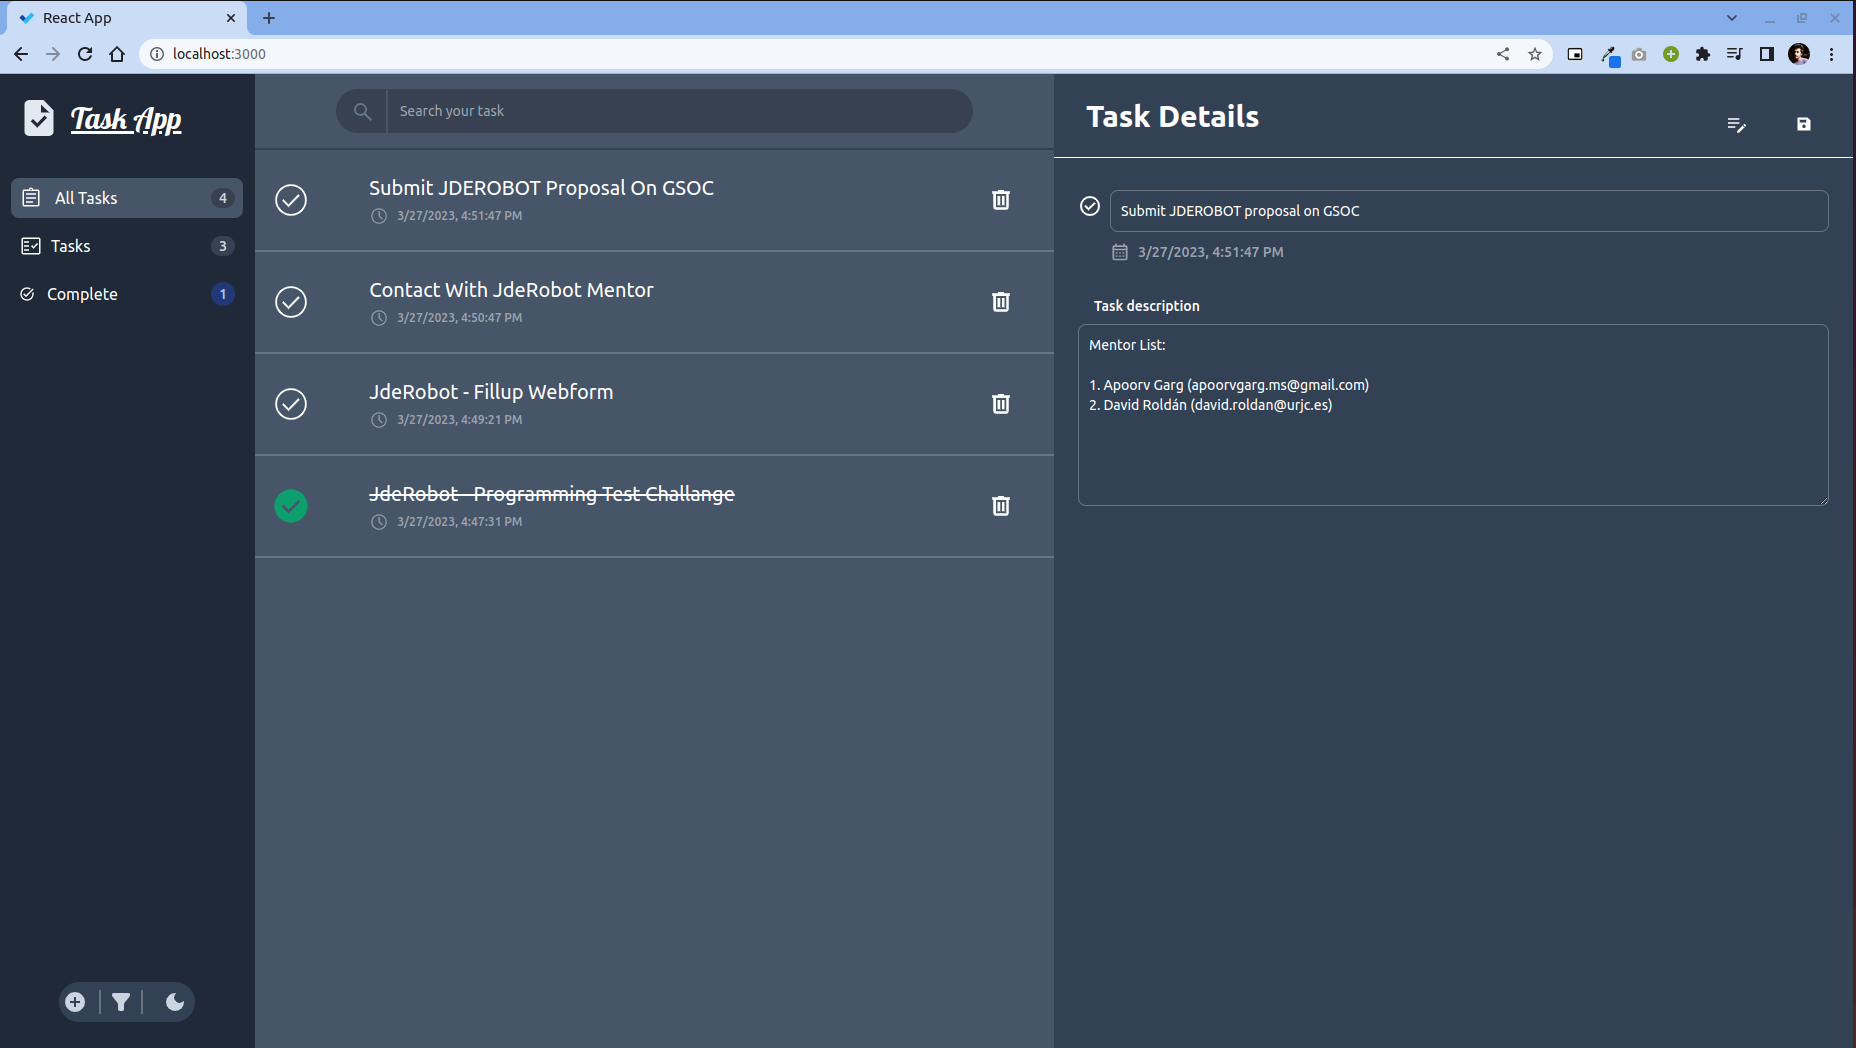 React App
localhost:3000
Task App
All Tasks 4
Tasks 3
Complete 1
Search your task
Submit JDEROBOT Proposal On GSOC
3/27/2023, 4:51:47 PM
Contact With JdeRobot Mentor
3/27/2023, 4:50:47 PM
JdeRobot - Fillup Webform
3/27/2023, 4:49:21 PM
JdeRobot - Programming Test Challange
3/27/2023, 4:47:31 PM
Task Details
Submit JDEROBOT proposal on GSOC
3/27/2023, 4:51:47 PM
Task description
Mentor List:
1. Apoorv Garg (apoorvgarg.ms@gmail.com)
2. David Roldán (david.roldan@urjc.es)